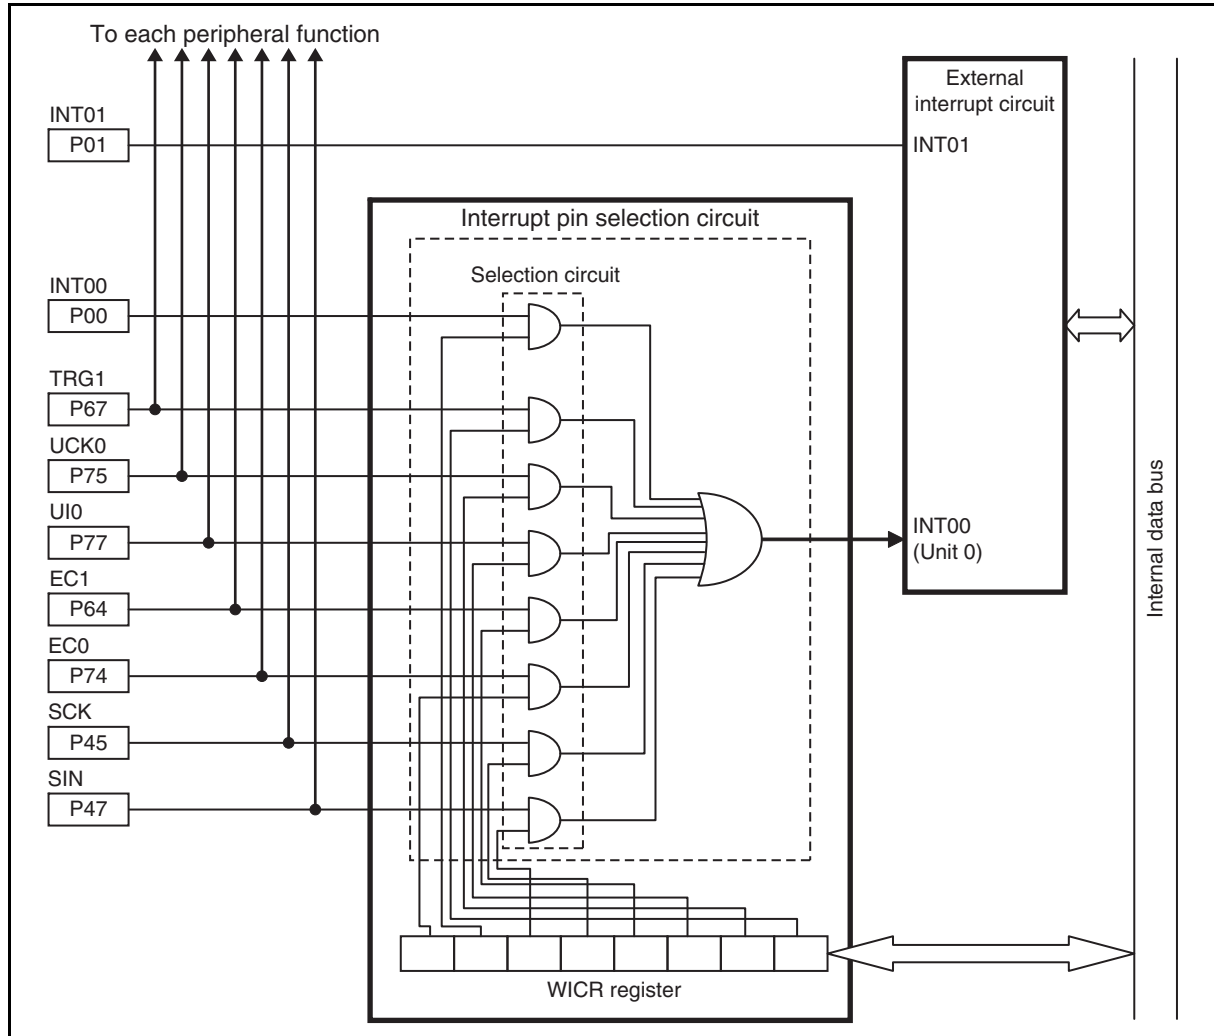 To each peripheral function
External
interrupt circuit
INT01
P01
INT01
Interrupt pin selection circuit
Selection circuit
INT00
P00
TRG1
P67
UCK0
P75
UI0
P77
INT00
(Unit 0)
EC1
P64
EC0
P74
SCK
P45
SIN
P47
Internal data bus
WICR register